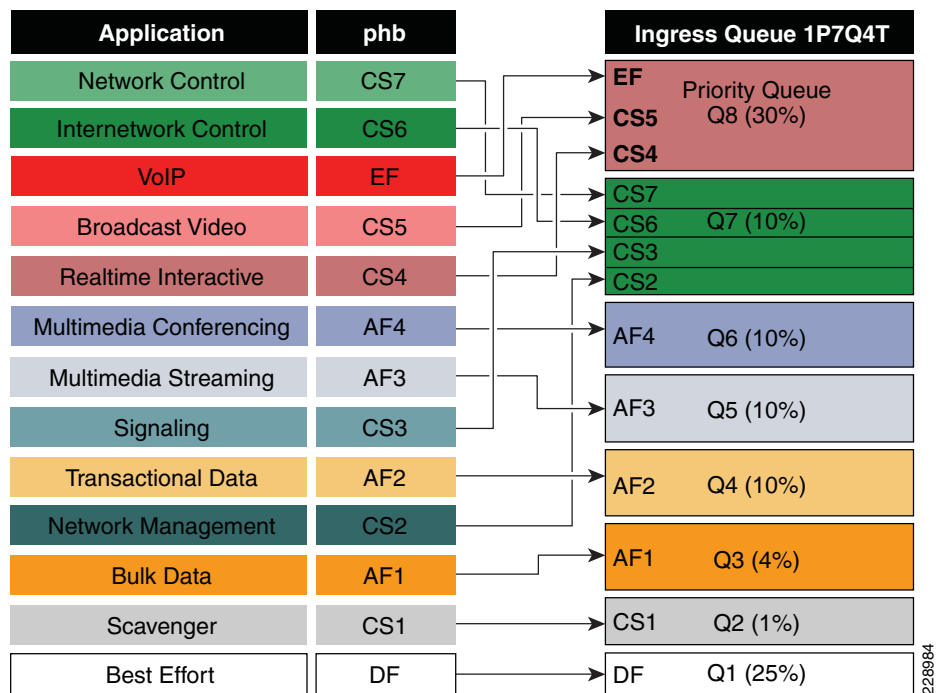 Application
phb
Ingress Queue 1P7Q4T
Network Control
CS7
Internetwork Control
CS6
VoIP
EF
Broadcast Video
CS5
Realtime Interactive
CS4
Multimedia Conferencing
AF4
Multimedia Streaming
AF3
Signaling
CS3
Transactional Data
AF2
Network Management
CS2
Bulk Data
AF1
Scavenger
CS1
Best Effort
DF
EF
Priority Queue
Q8 (30%)
CS5
CS4
CS7
CS6
Q7 (10%)
CS3
CS2
AF4
Q6 (10%)
AF3
Q5 (10%)
AF2
Q4 (10%)
AF1
Q3 (4%)
CS1
Q2 (1%)
DF
Q1 (25%)
228984